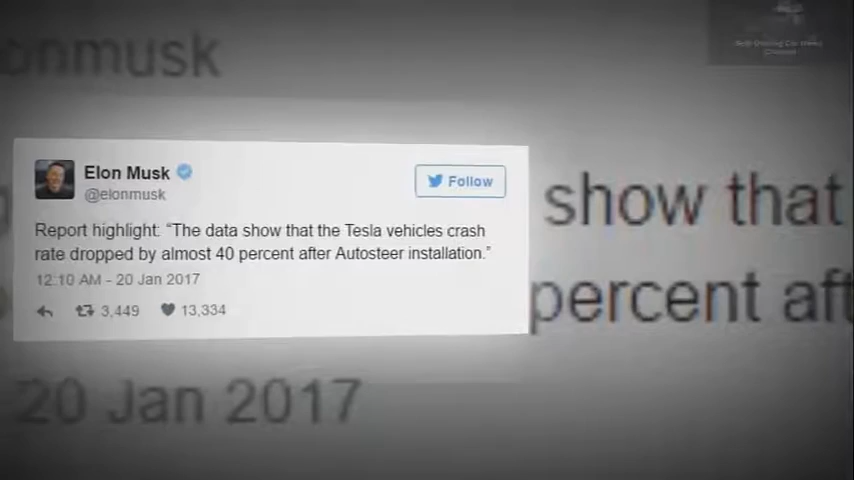 onmusk
Elon Musk
@elonmusk
Follow
Report highlight: “The data show that the Tesla vehicles crash
rate dropped by almost 40 percent after Autosteer installation.”
12:10 AM - 20 Jan 2017
3,449 13,334
show that
percent aft
20 Jan 2017